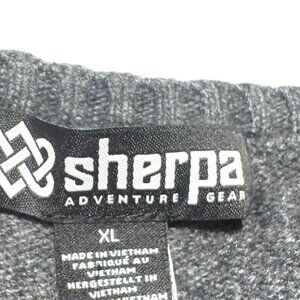 sherpa
ADVENTURE GEAR
XL
MADE IN VIETNAM
FABRIQUÉ AU
VIETNAM
HERGESTELLT IN
VIETNAM